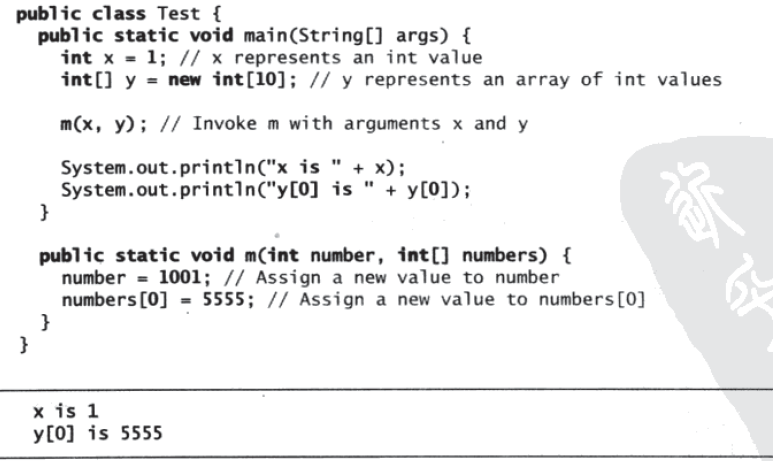 public class Test {
public static void main(String[] args) {
int x = 1; // x represents an int value
int[] y = new int[10]; // y represents an array of int values
m(x, y); // Invoke m with arguments x and y
System.out.println("x is " + x);
System.out.println("y[0] is " + y[0]);
}
public static void m(int number, int[] numbers) {
number = 1001; // Assign a new value to number
numbers[0] = 5555; // Assign a new value to numbers[0]
}
}
x is 1
y[0] is 5555